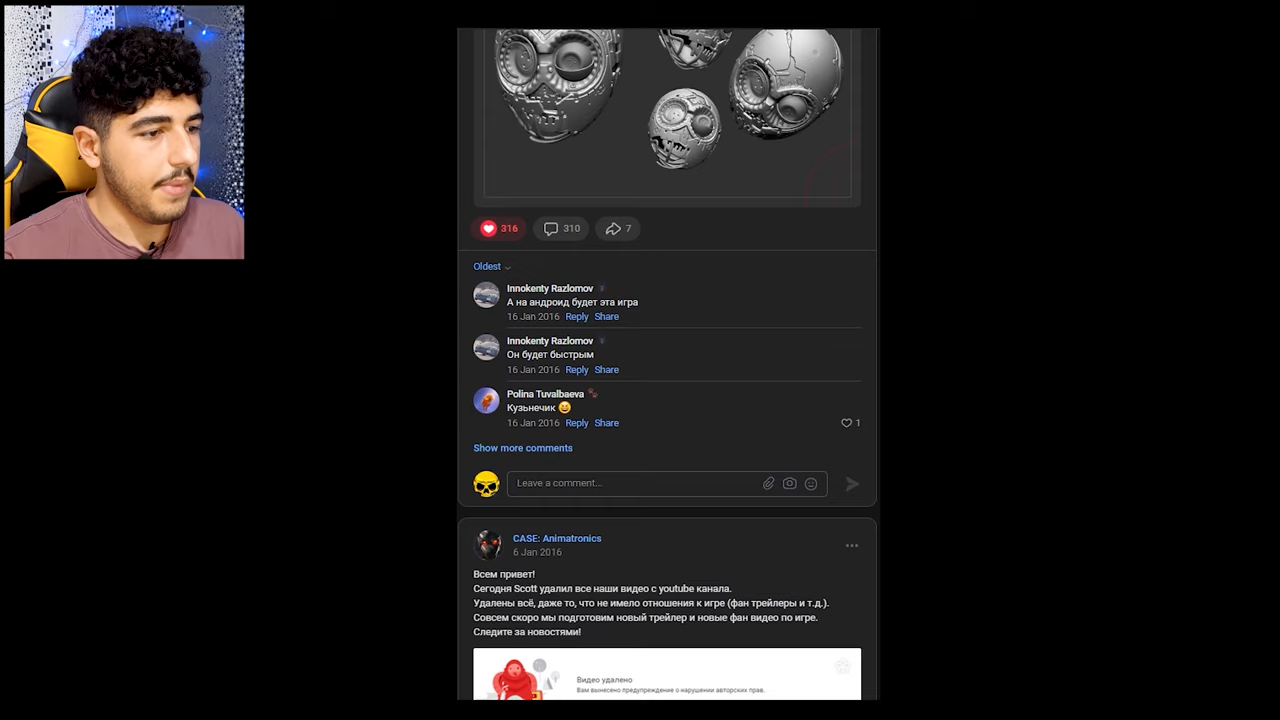 316
310
7
Oldest
Innokenty Razlomov
А на андроид будет эта игра
16 Jan 2016 Reply Share
Innokenty Razlomov
Он будет быстрым
16 Jan 2016 Reply Share
Polina Tuvalbaeva
Кузьнечик 😆
16 Jan 2016 Reply Share
1
Show more comments
Leave a comment...
CASE: Animatronics
6 Jan 2016
Всем привет!
Сегодня Scott удалил все наши видео с youtube канала.
Удалены всё, даже то, что не имело отношения к игре (фан трейлеры и т.д.).
Совсем скоро мы подготовим новый трейлер и новые фан видео по игре.
Следите за новостями!
Видео удалено
Вам вынесено предупреждение о нарушении авторских прав.